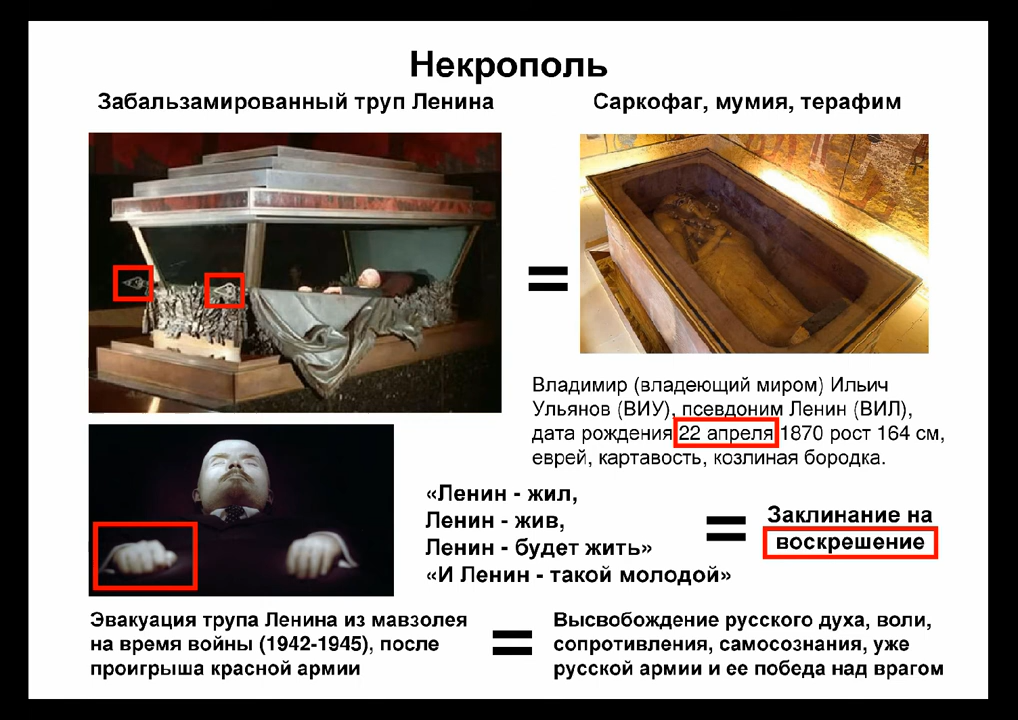 Некрополь
Забальзамированный труп Ленина
Саркофаг, мумия, терафим
=
Владимир (владеющий миром) Ильич
Ульянов (ВИУ), псевдоним Ленин (ВИЛ),
дата рождения 22 апреля 1870 рост 164 см,
еврей, картавость, козлиная бородка.
«Ленин - жил,
Ленин - жив,
Ленин - будет жить»
«И Ленин - такой молодой»
=
Заклинание на
воскрешение
Эвакуация трупа Ленина из мавзолея
на время войны (1942-1945), после
проигрыша красной армии
=
Высвобождение русского духа, воли,
сопротивления, самосознания, уже
русской армии и ее победа над врагом